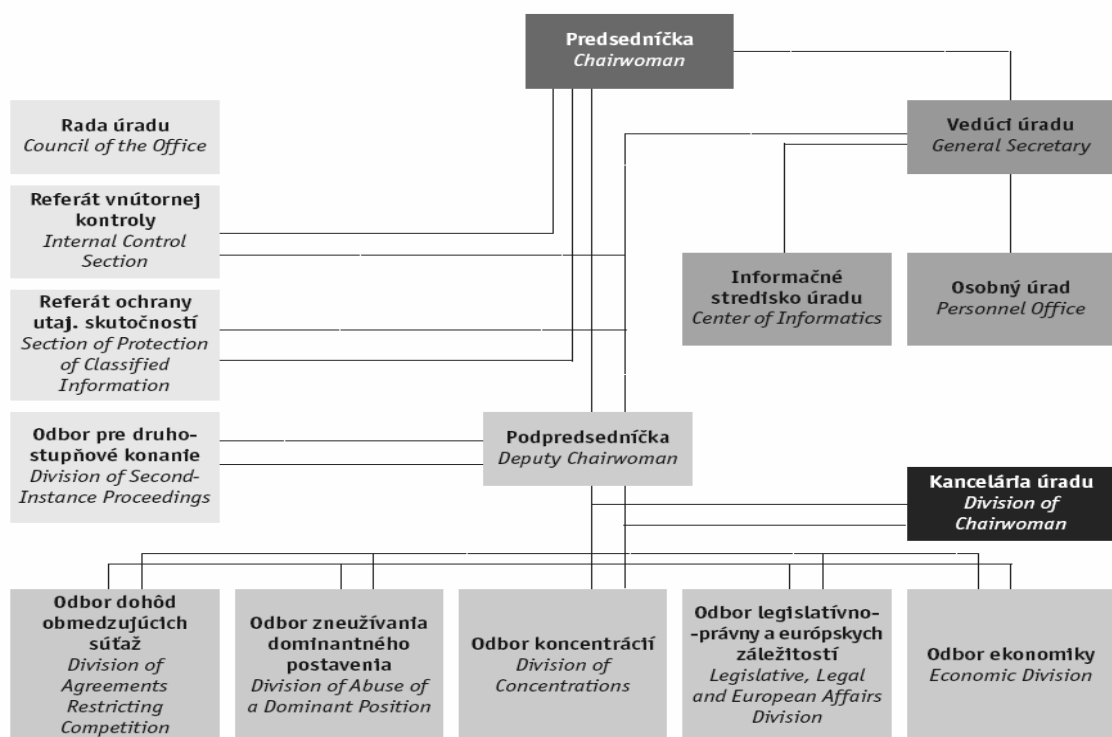 Predsedníčka
Chairwoman
Rada úradu
Council of the Office
Vedúci úradu
General Secretary
Referát vnútornej
kontroly
Internal Control
Section
Informačné
stredisko úradu
Center of Informatics
Osobný úrad
Personnel Office
Referát ochrany
utaj. skutočností
Section of Protection
of Classified
Information
Odbor pre druho-
stupňové konanie
Division of Second-
Instance Proceedings
Podpredsedníčka
Deputy Chairwoman
Kancelária úradu
Division of
Chairwoman
Odbor dohôd
obmedzujúcich
súťaž
Division of
Agreements
Restricting
Competition
Odbor zneužívania
dominantného
postavenia
Division of Abuse of
a Dominant Position
Odbor koncentrácií
Division of
Concentrations
Odbor legislatívno-
-právny a európskych
záležitostí
Legislative, Legal
and European Affairs
Division
Odbor ekonomiky
Economic Division